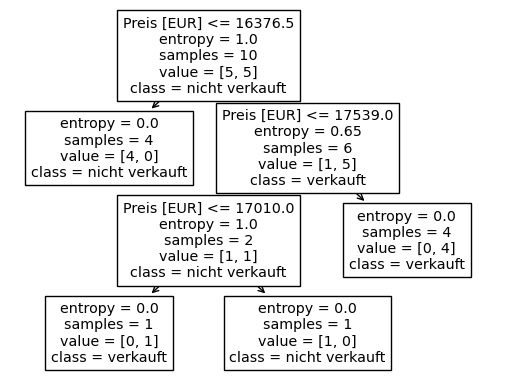 Preis [EUR] <= 16376.5
entropy = 1.0
samples = 10
value = [5, 5]
class = nicht verkauft
entropy = 0.0
samples = 4
value = [4, 0]
class = nicht verkauft
Preis [EUR] <= 17539.0
entropy = 0.65
samples = 6
value = [1, 5]
class = verkauft
Preis [EUR] <= 17010.0
entropy = 1.0
samples = 2
value = [1, 1]
class = nicht verkauft
entropy = 0.0
samples = 4
value = [0, 4]
class = verkauft
entropy = 0.0
samples = 1
value = [0, 1]
class = verkauft
entropy = 0.0
samples = 1
value = [1, 0]
class = nicht verkauft